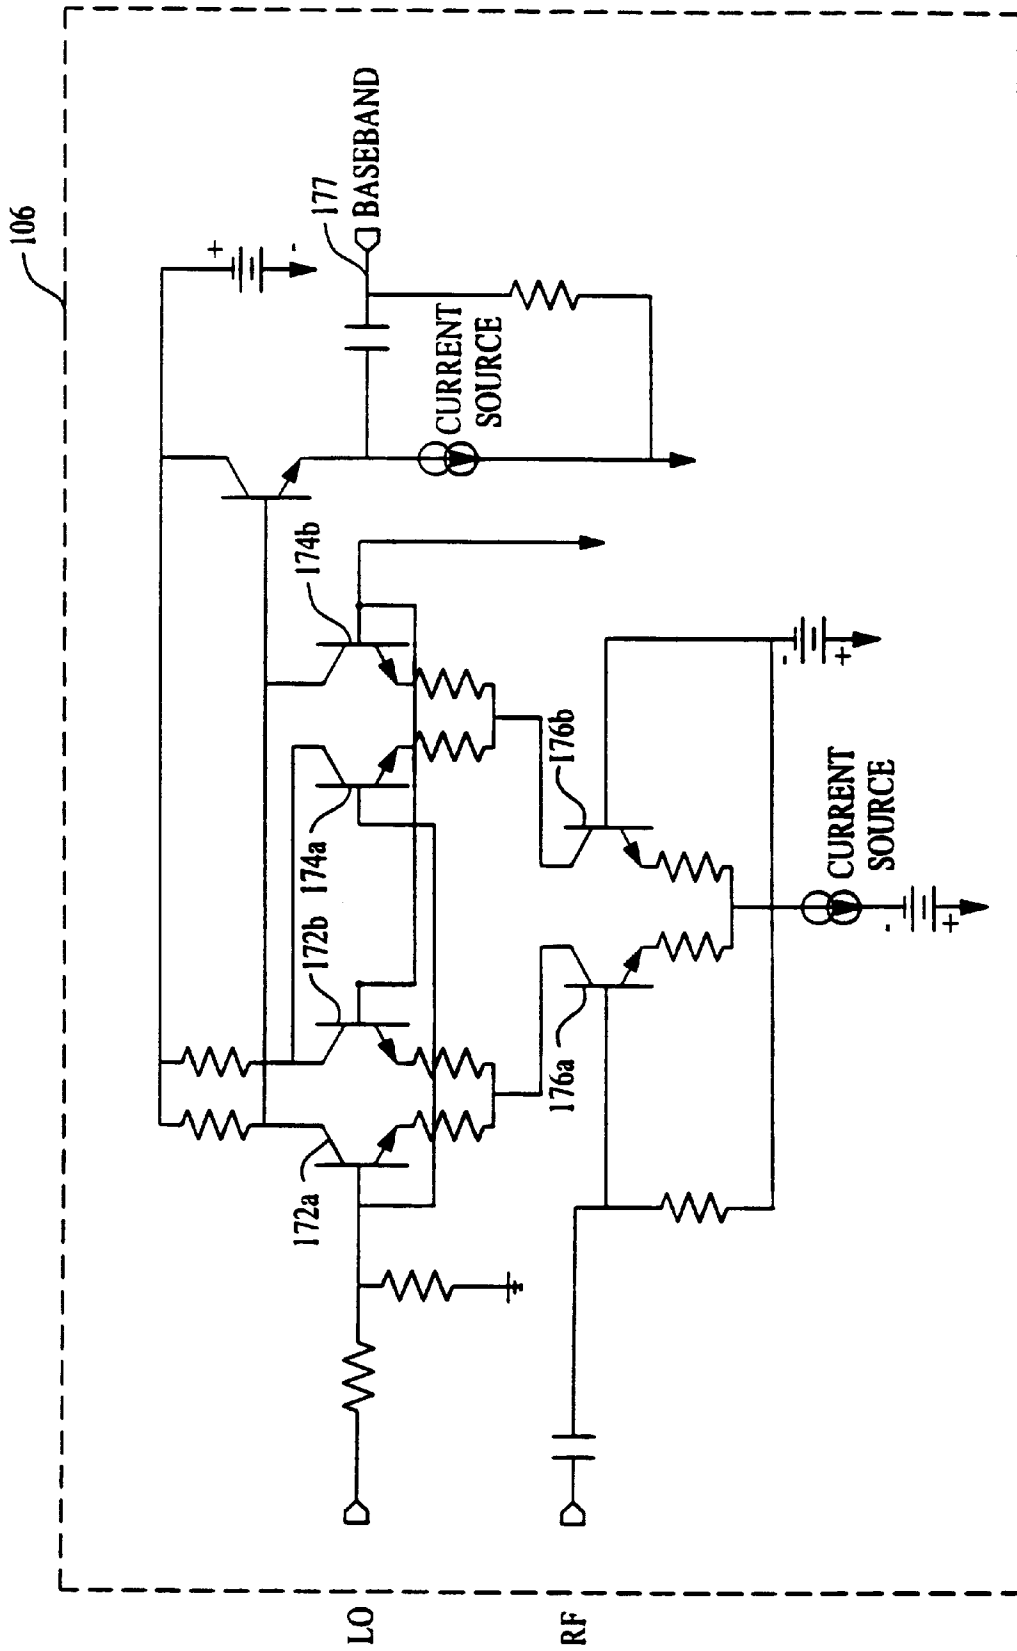 106
+
-
BASEBAND
177
CURRENT
SOURCE
174b
174a
172b
172a
176b
176a
-
+
CURRENT
SOURCE
-
+
LO
RF